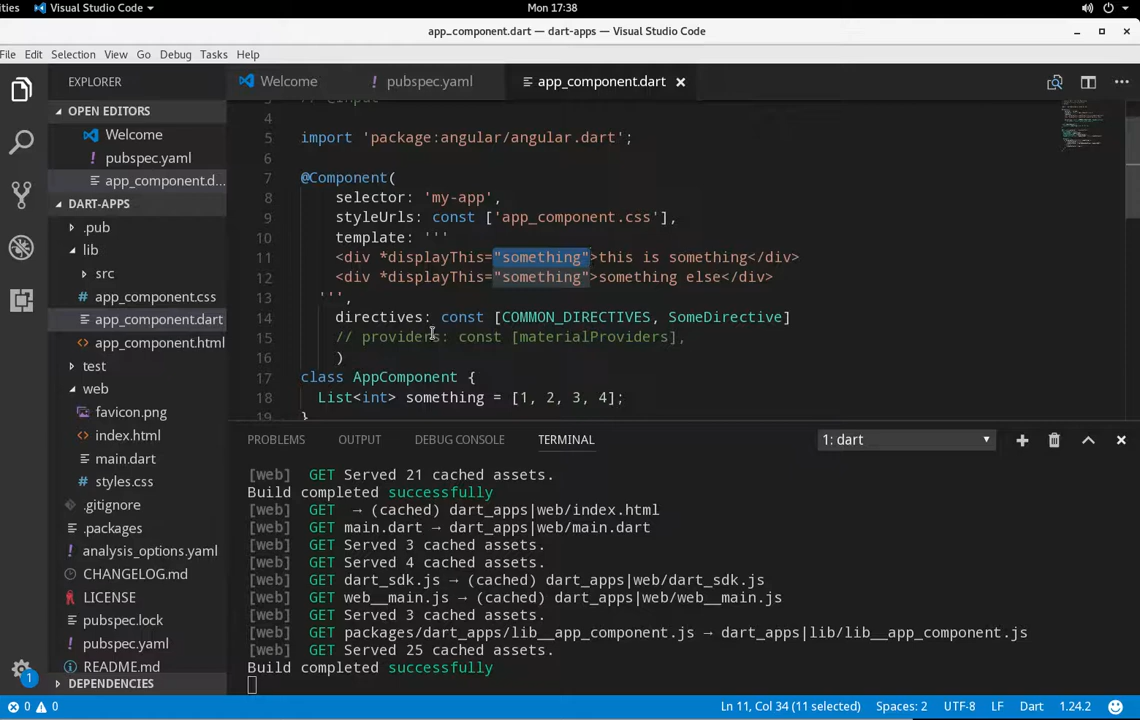 ities Visual Studio Code Mon 17:38
app_component.dart — dart-apps — Visual Studio Code
File Edit Selection View Go Debug Tasks Help
EXPLORER
OPEN EDITORS
Welcome
! pubspec.yaml
app_component.d...
DART-APPS
.pub
lib
src
app_component.css
app_component.dart
app_component.html
test
web
favicon.png
index.html
main.dart
styles.css
.gitignore
.packages
! analysis_options.yaml
CHANGELOG.md
LICENSE
pubspec.lock
! pubspec.yaml
README.md
DEPENDENCIES
1
Welcome ! pubspec.yaml app_component.dart
3 // @Input
4
5 import 'package:angular/angular.dart';
6
7 @Component(
8 selector: 'my-app',
9 styleUrls: const ['app_component.css'],
10 template: '''
11 <div *displayThis="something">this is something</div>
12 <div *displayThis="something">something else</div>
13 ''',
14 directives: const [COMMON_DIRECTIVES, SomeDirective]
15 // providers: const [materialProviders],
16 )
17 class AppComponent {
18 List<int> something = [1, 2, 3, 4];
19 }
PROBLEMS OUTPUT DEBUG CONSOLE TERMINAL 1: dart
[web] GET Served 21 cached assets.
Build completed successfully
[web] GET → (cached) dart_apps|web/index.html
[web] GET main.dart → dart_apps|web/main.dart
[web] GET Served 3 cached assets.
[web] GET Served 4 cached assets.
[web] GET dart_sdk.js → (cached) dart_apps|web/dart_sdk.js
[web] GET web__main.js → (cached) dart_apps|web/web__main.js
[web] GET Served 3 cached assets.
[web] GET packages/dart_apps/lib__app_component.js → dart_apps|lib/lib__app_component.js
[web] GET Served 25 cached assets.
Build completed successfully
0 0 Ln 11, Col 34 (11 selected) Spaces: 2 UTF-8 LF Dart 1.24.2